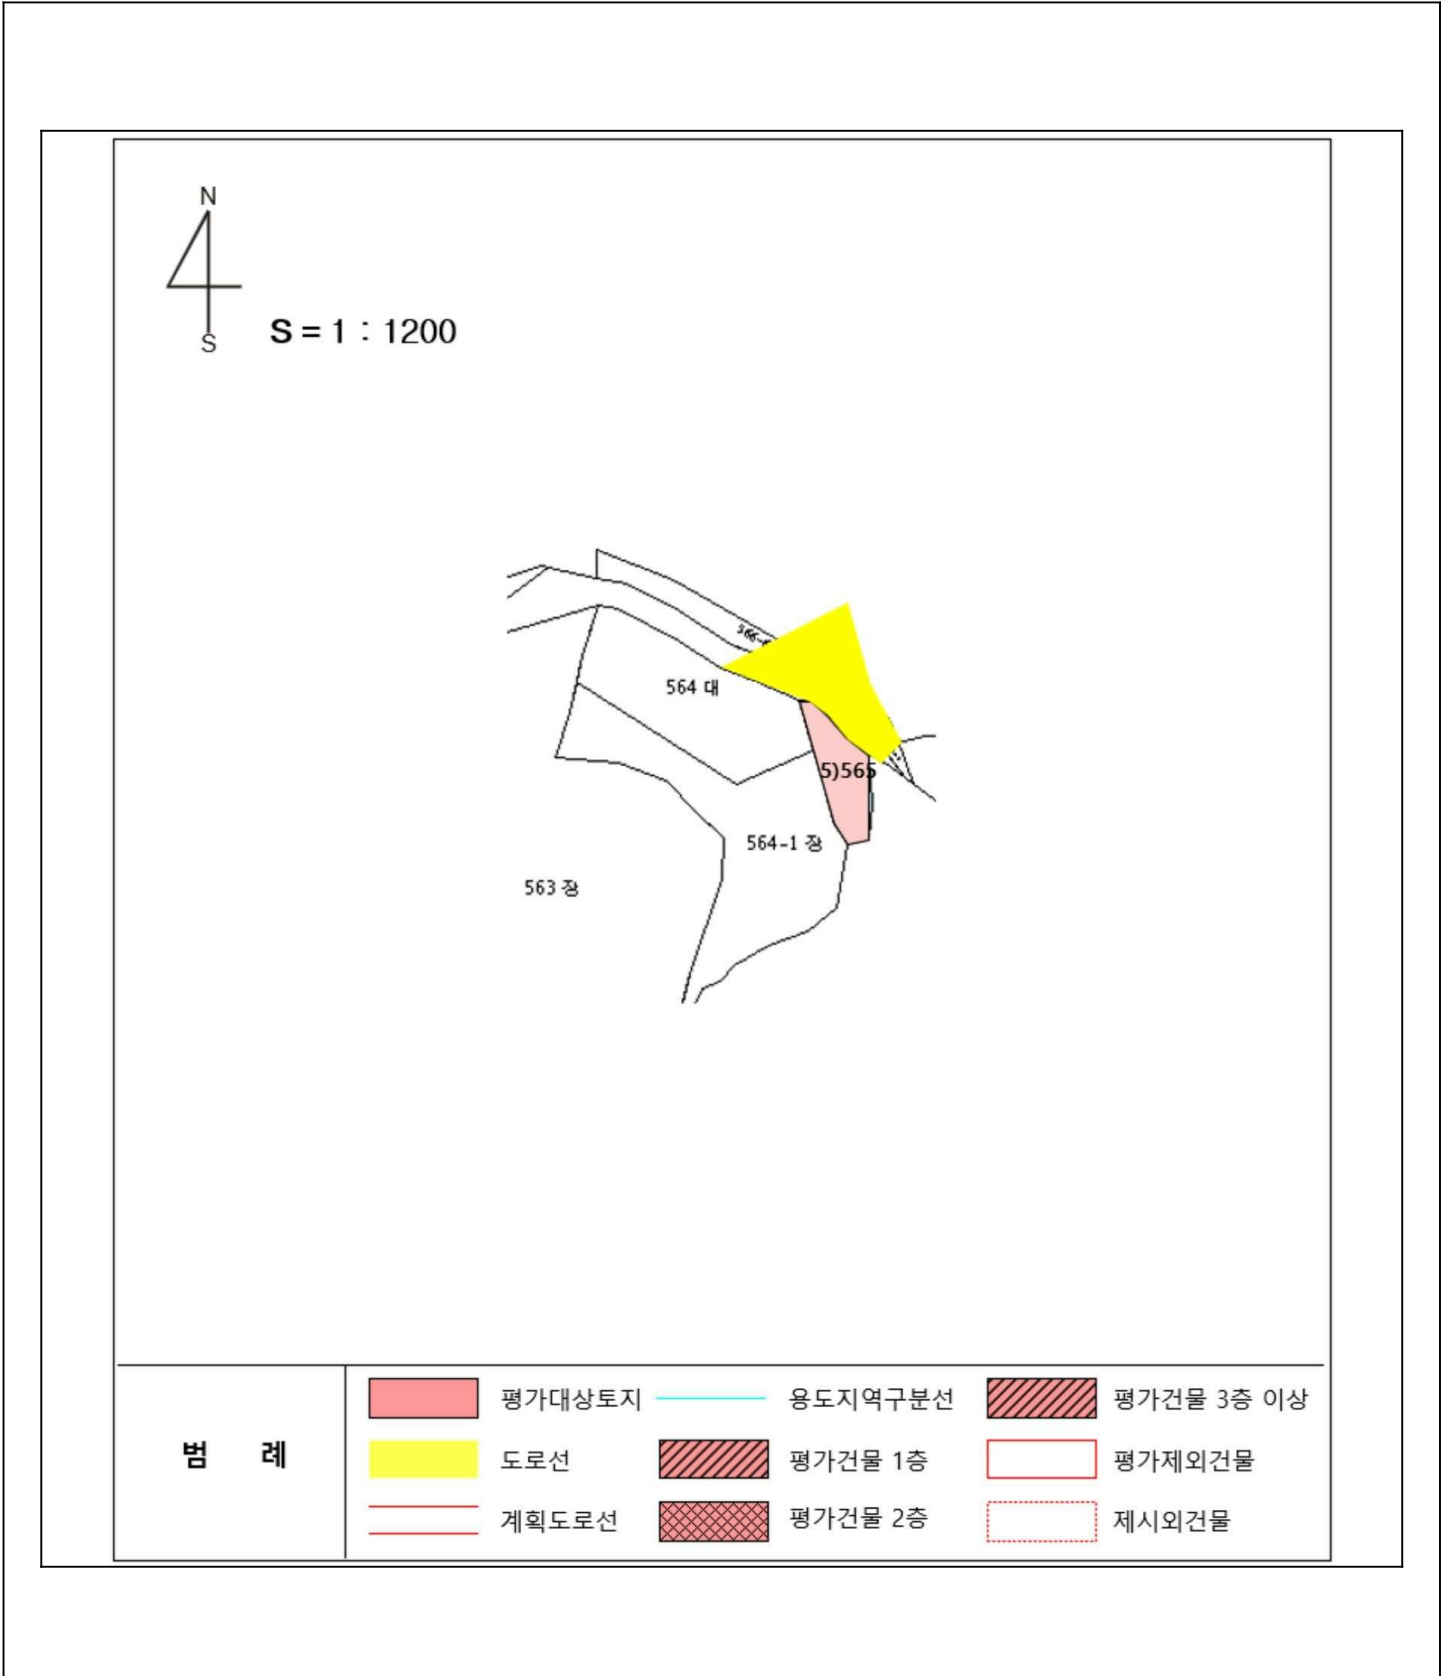 N
S
S = 1 : 1200
564 대
5)565
564-1 장
563 장
범 례
평가대상토지
용도지역구분선
평가건물 3층 이상
도로선
평가건물 1층
평가제외건물
계획도로선
평가건물 2층
제시외건물